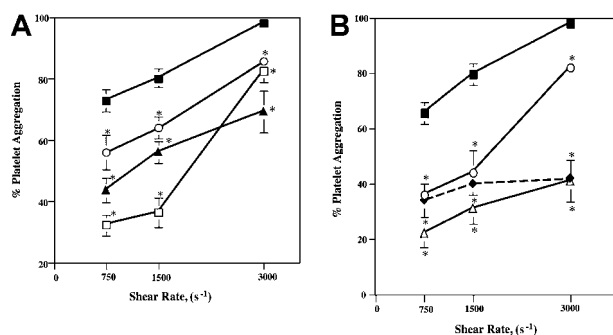 A
B
% Platelet Aggregation
100
80
60
40
20
0
750
1500
3000
Shear Rate, (s-1)
* * * * * * * * *
% Platelet Aggregation
100
80
60
40
20
0
0
750
1500
3000
Shear Rate, (s-1)
* * * * * * * *